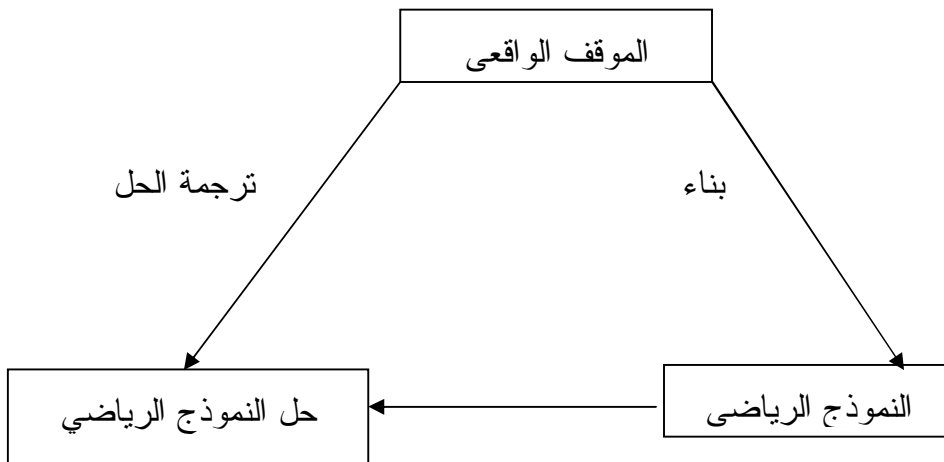 الموقف الواقعى
بناء
ترجمة الحل
النموذج الرياضى
حل النموذج الرياضي